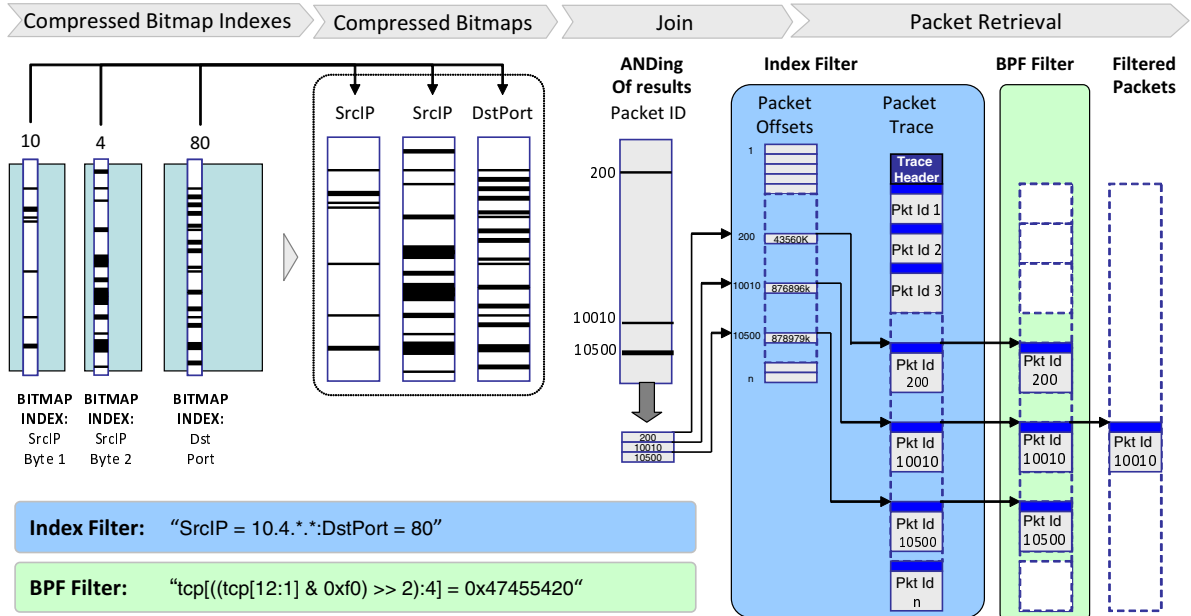 Compressed Bitmap Indexes
Compressed Bitmaps
Join
Packet Retrieval
10
4
80
BITMAP
INDEX:
SrcIP
Byte 1
BITMAP
INDEX:
SrcIP
Byte 2
BITMAP
INDEX:
Dst
Port
SrcIP
SrcIP
DstPort
ANDing
Of results
Packet ID
200
10010
10500
200
10010
10500
Index Filter
Packet
Offsets
1
200
43560K
10010
876896k
10500
878979k
n
Packet
Trace
Trace
Header
Pkt Id 1
Pkt Id 2
Pkt Id 3
Pkt Id
200
Pkt Id
10010
Pkt Id
10500
Pkt Id
n
BPF Filter
Pkt Id
200
Pkt Id
10010
Pkt Id
10500
Filtered
Packets
Pkt Id
10010
Index Filter: “SrcIP = 10.4.*.*:DstPort = 80”
BPF Filter: “tcp[((tcp[12:1] & 0xf0) >> 2):4] = 0x47455420“